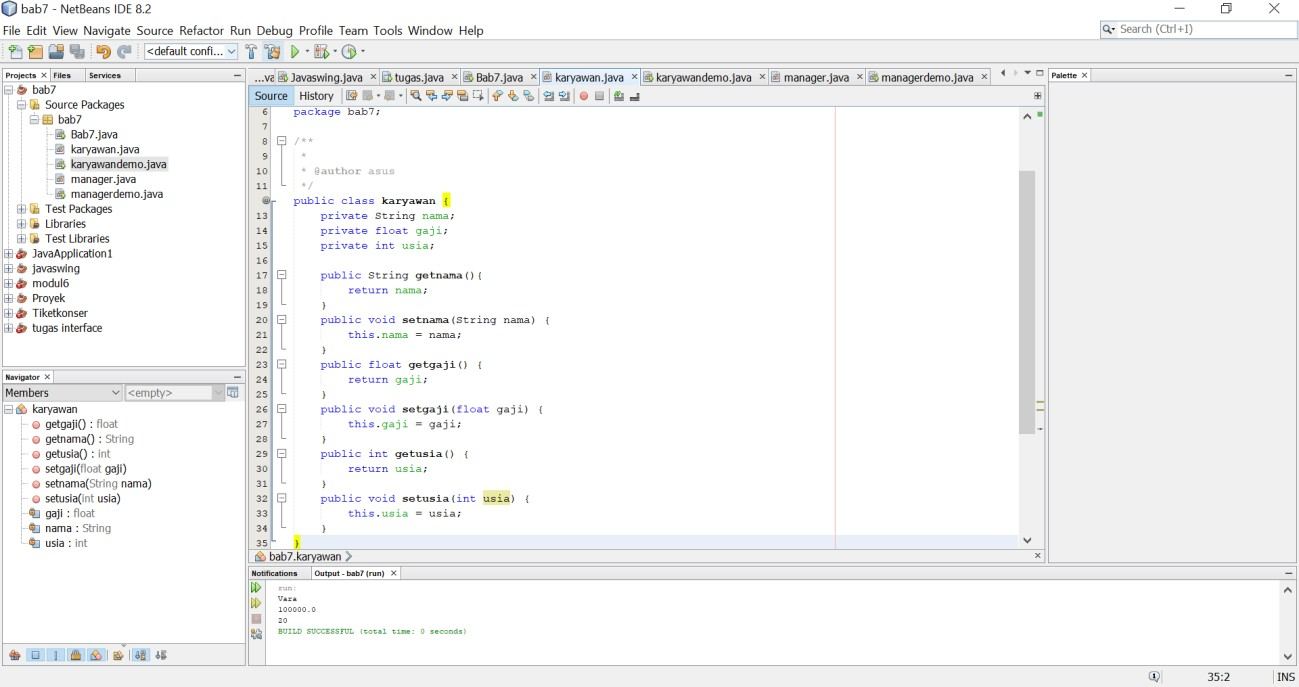 bab7 - NetBeans IDE 8.2
File Edit View Navigate Source Refactor Run Debug Profile Team Tools Window Help
Search (Ctrl+I)
<default confi...
Projects Files Services
bab7
Source Packages
bab7
Bab7.java
karyawan.java
karyawandemo.java
manager.java
managerdemo.java
Test Packages
Libraries
Test Libraries
JavaApplication1
javaswing
modul6
Proyek
Tiketkonser
tugas interface
Navigator
Members <empty>
karyawan
getgaji() : float
getnama() : String
getusia() : int
setgaji(float gaji)
setnama(String nama)
setusia(int usia)
gaji : float
nama : String
usia : int
...va Javaswing.java tugas.java Bab7.java karyawan.java karyawandemo.java manager.java managerdemo.java
Source History
6 package bab7;
7
8 /**
9 *
10 * @author asus
11 */
public class karyawan {
13 private String nama;
14 private float gaji;
15 private int usia;
16
17 public String getnama(){
18 return nama;
19 }
20 public void setnama(String nama) {
21 this.nama = nama;
22 }
23 public float getgaji() {
24 return gaji;
25 }
26 public void setgaji(float gaji) {
27 this.gaji = gaji;
28 }
29 public int getusia() {
30 return usia;
31 }
32 public void setusia(int usia) {
33 this.usia = usia;
34 }
35 }
bab7.karyawan
Notifications Output - bab7 (run)
run:
Vara
100000.0
20
BUILD SUCCESSFUL (total time: 0 seconds)
Palette
35:2 INS